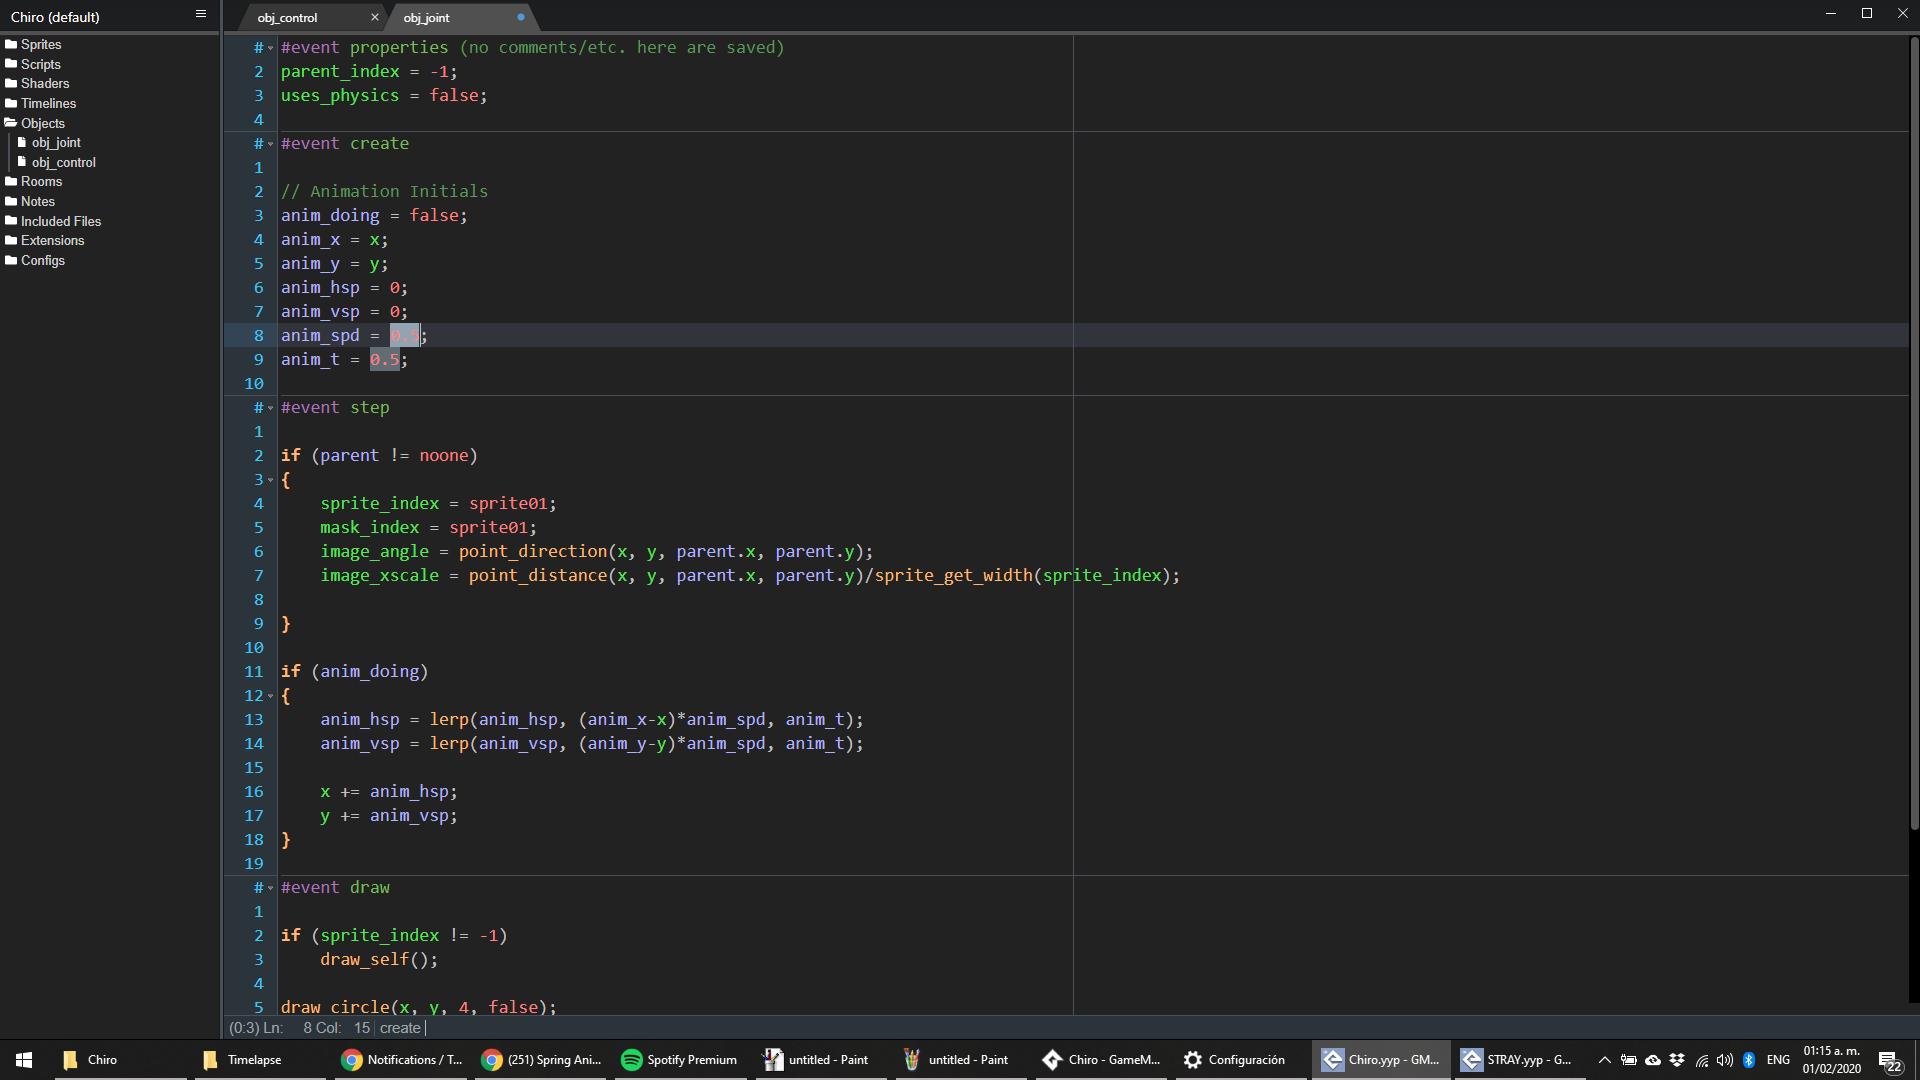 Chiro (default)
obj_control
obj_joint
Sprites
Scripts
Shaders
Timelines
Objects
obj_joint
obj_control
Rooms
Notes
Included Files
Extensions
Configs
# #event properties (no comments/etc. here are saved)
2 parent_index = -1;
3 uses_physics = false;
4
# #event create
1
2 // Animation Initials
3 anim_doing = false;
4 anim_x = x;
5 anim_y = y;
6 anim_hsp = 0;
7 anim_vsp = 0;
8 anim_spd = 0.5;
9 anim_t = 0.5;
10
# #event step
1
2 if (parent != noone)
3 {
4 sprite_index = sprite01;
5 mask_index = sprite01;
6 image_angle = point_direction(x, y, parent.x, parent.y);
7 image_xscale = point_distance(x, y, parent.x, parent.y)/sprite_get_width(sprite_index);
8
9 }
10
11 if (anim_doing)
12 {
13 anim_hsp = lerp(anim_hsp, (anim_x-x)*anim_spd, anim_t);
14 anim_vsp = lerp(anim_vsp, (anim_y-y)*anim_spd, anim_t);
15
16 x += anim_hsp;
17 y += anim_vsp;
18 }
19
# #event draw
1
2 if (sprite_index != -1)
3 draw_self();
4
5 draw_circle(x, y, 4, false);
(0:3) Ln: 8 Col: 15 create
Chiro
Timelapse
Notifications / T...
(251) Spring Ani...
Spotify Premium
untitled - Paint
untitled - Paint
Chiro - GameM...
Configuración
Chiro.yyp - GM...
STRAY.yyp - G...
ENG
01:15 a. m.
01/02/2020
22